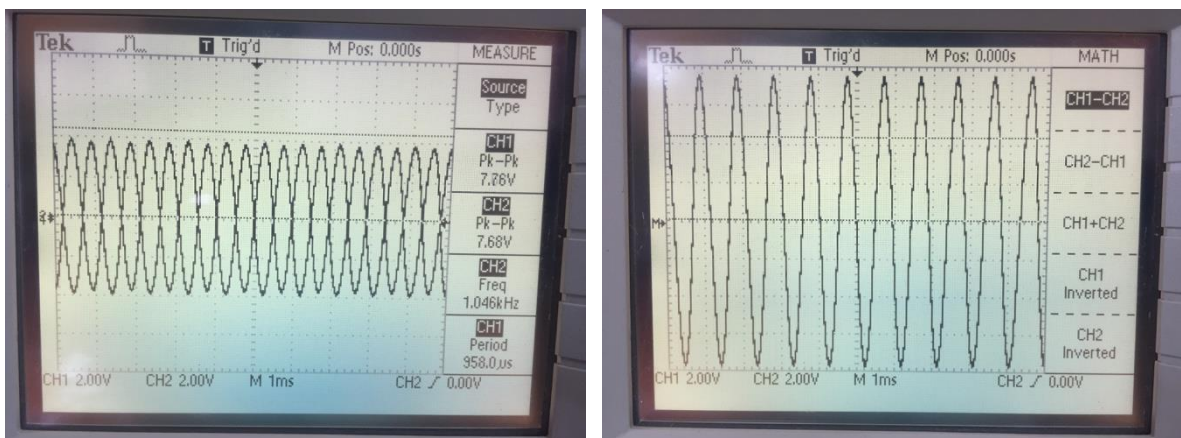 Tek T Trig'd M Pos: 0.000s MEASURE
Source
Type
CH1
Pk-Pk
7.76V
CH2
Pk-Pk
7.68V
CH2
Freq
1.046kHz
CH1
Period
958.0µs
CH1 2.00V CH2 2.00V M 1ms CH2 0.00V
Tek T Trig'd M Pos: 0.000s MATH
CH1-CH2
CH2-CH1
M
CH1+CH2
CH1
Inverted
CH2
Inverted
CH1 2.00V CH2 2.00V M 1ms CH2 0.00V